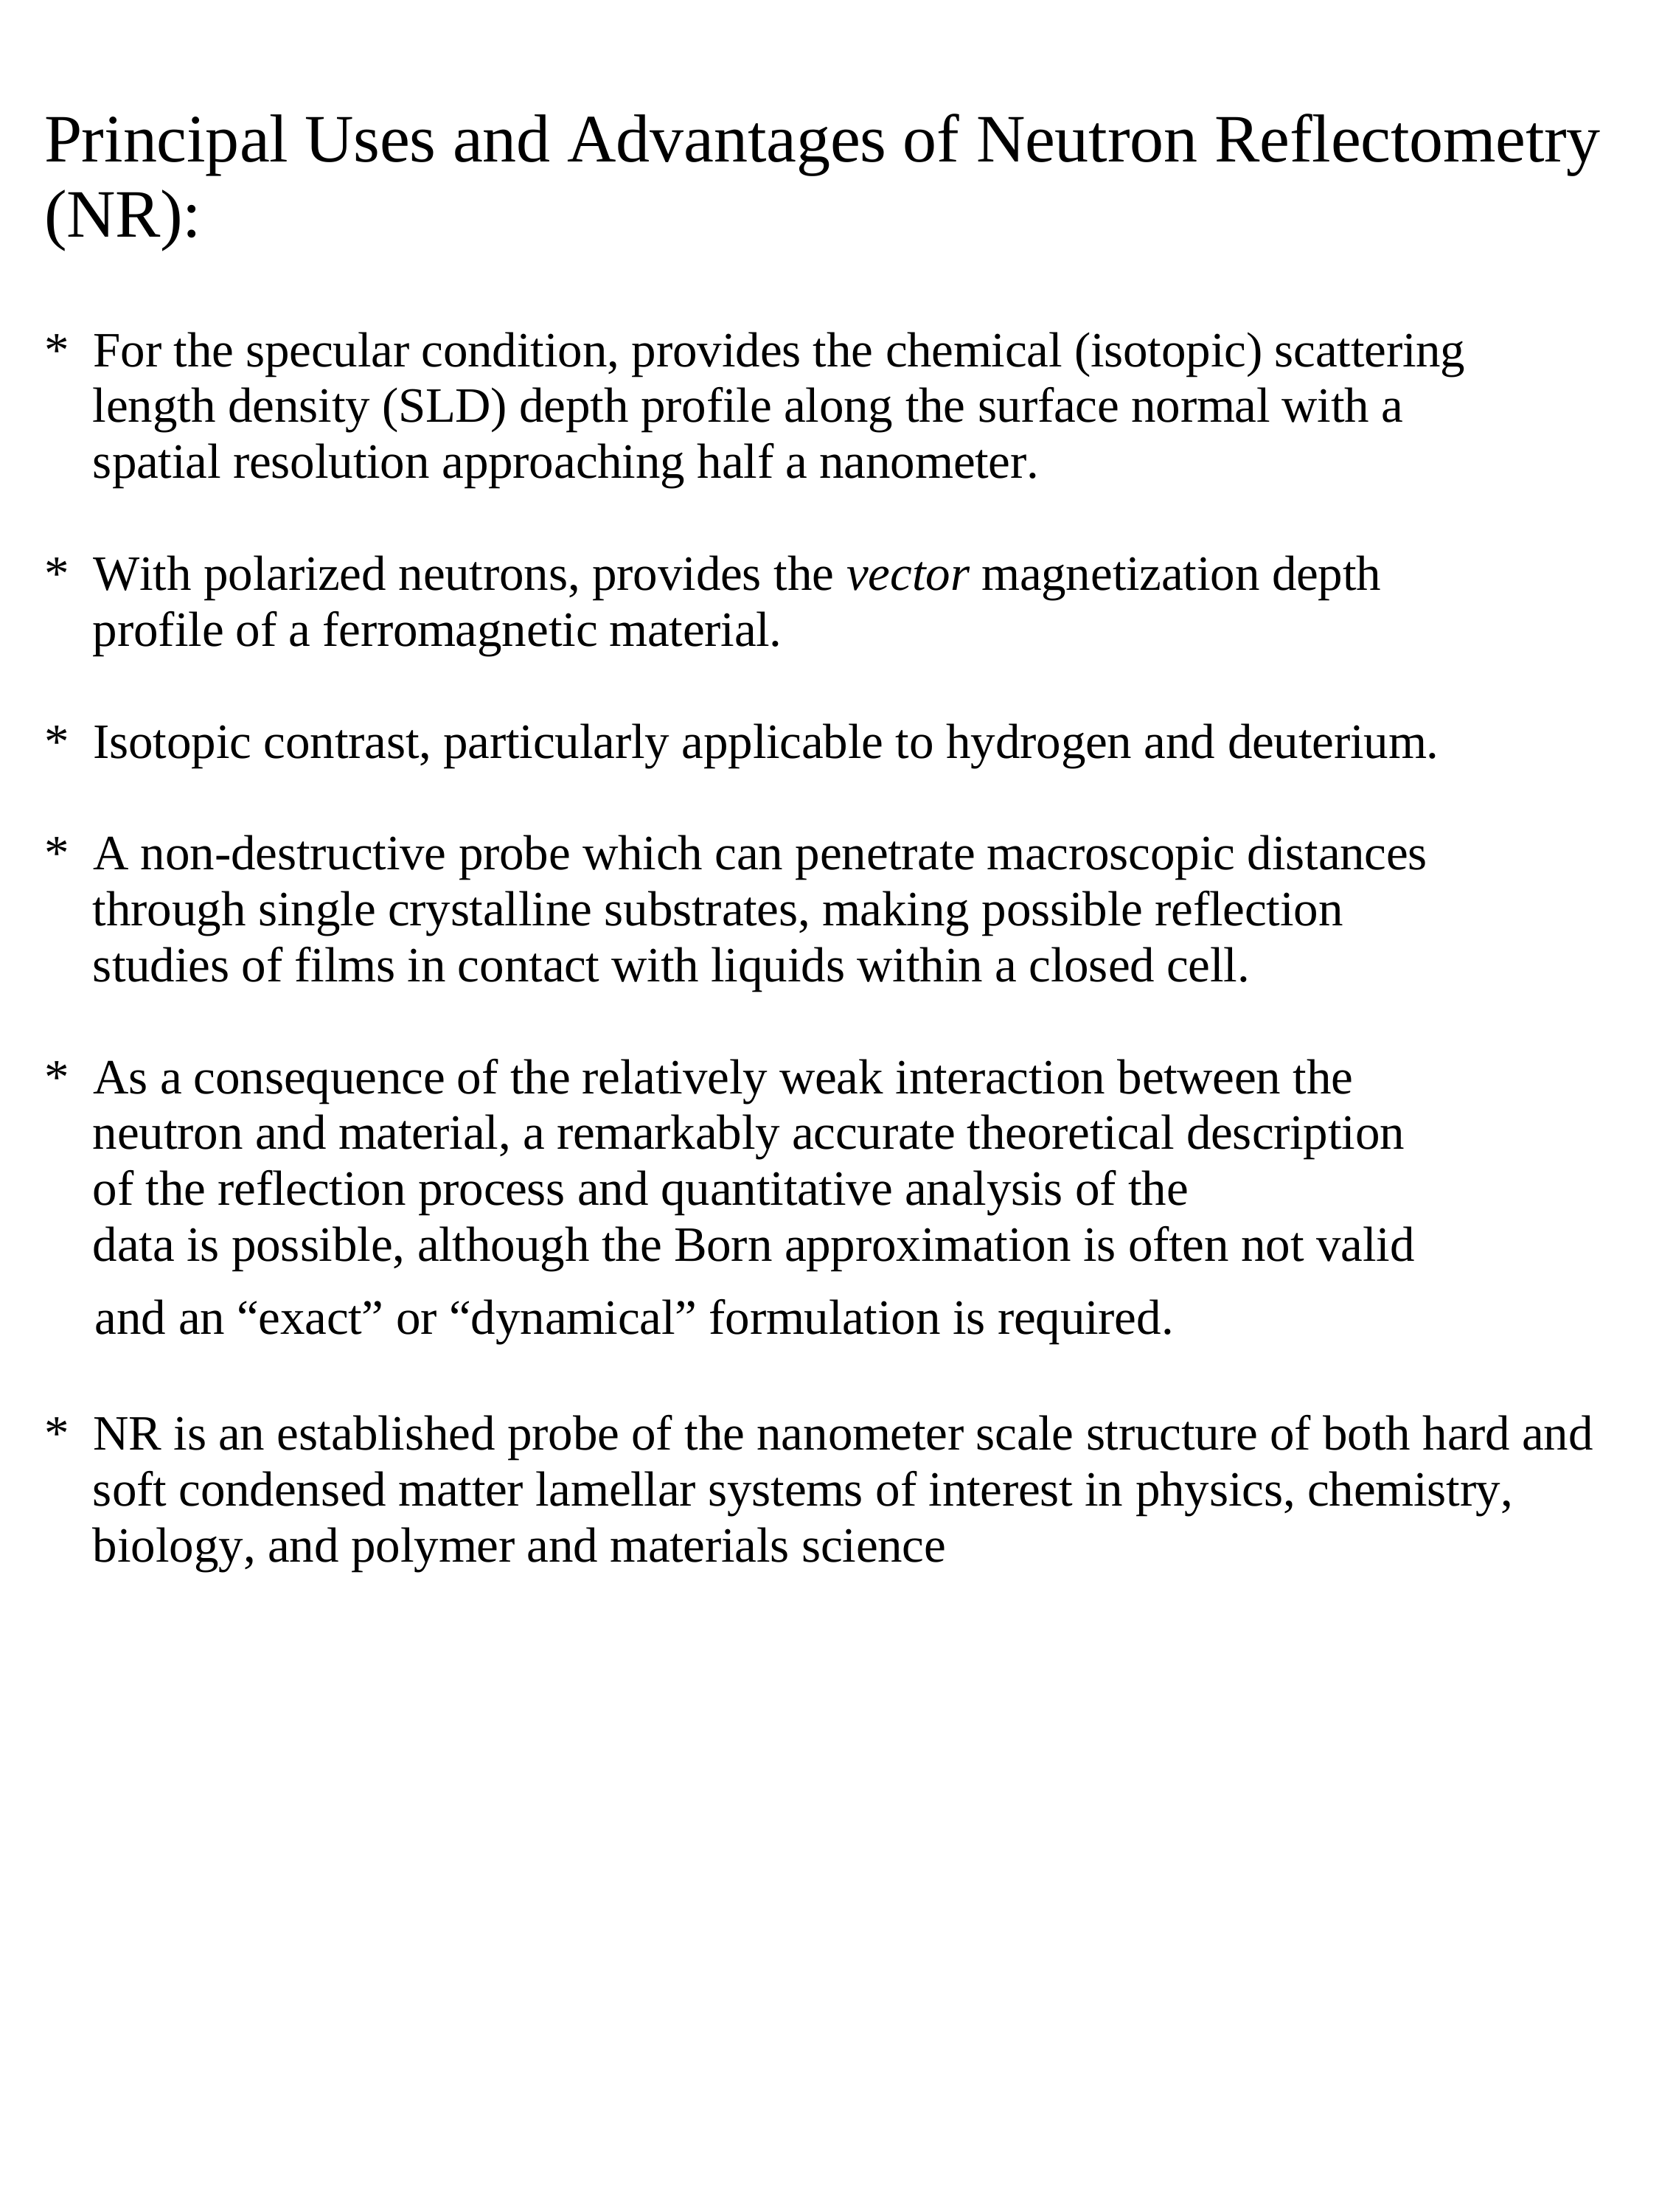 Principal Uses and Advantages of Neutron Reflectometry
(NR):
* For the specular condition, provides the chemical (isotopic) scattering
length density (SLD) depth profile along the surface normal with a
spatial resolution approaching half a nanometer.
* With polarized neutrons, provides the vector magnetization depth
profile of a ferromagnetic material.
* Isotopic contrast, particularly applicable to hydrogen and deuterium.
* A non-destructive probe which can penetrate macroscopic distances
through single crystalline substrates, making possible reflection
studies of films in contact with liquids within a closed cell.
* As a consequence of the relatively weak interaction between the
neutron and material, a remarkably accurate theoretical description
of the reflection process and quantitative analysis of the
data is possible, although the Born approximation is often not valid
and an “exact” or “dynamical” formulation is required.
* NR is an established probe of the nanometer scale structure of both hard and
soft condensed matter lamellar systems of interest in physics, chemistry,
biology, and polymer and materials science